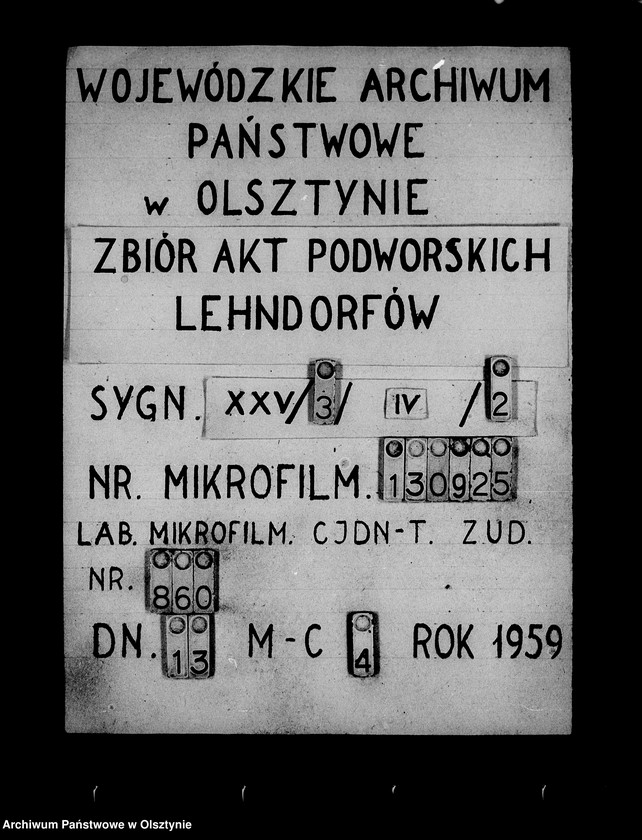 WOJEWÓDZKIE ARCHIWUM
PAŃSTWOWE
w OLSZTYNIE
ZBIÓR AKT PODWORSKICH
LEHNDORFÓW
SYGN. XXV/3/ IV /2
NR. MIKROFILM. 130925
LAB. MIKROFILM. CJDN-T. ZUD.
NR. 860
DN. 13 M-C 4 ROK 1959
Archiwum Państwowe w Olsztynie